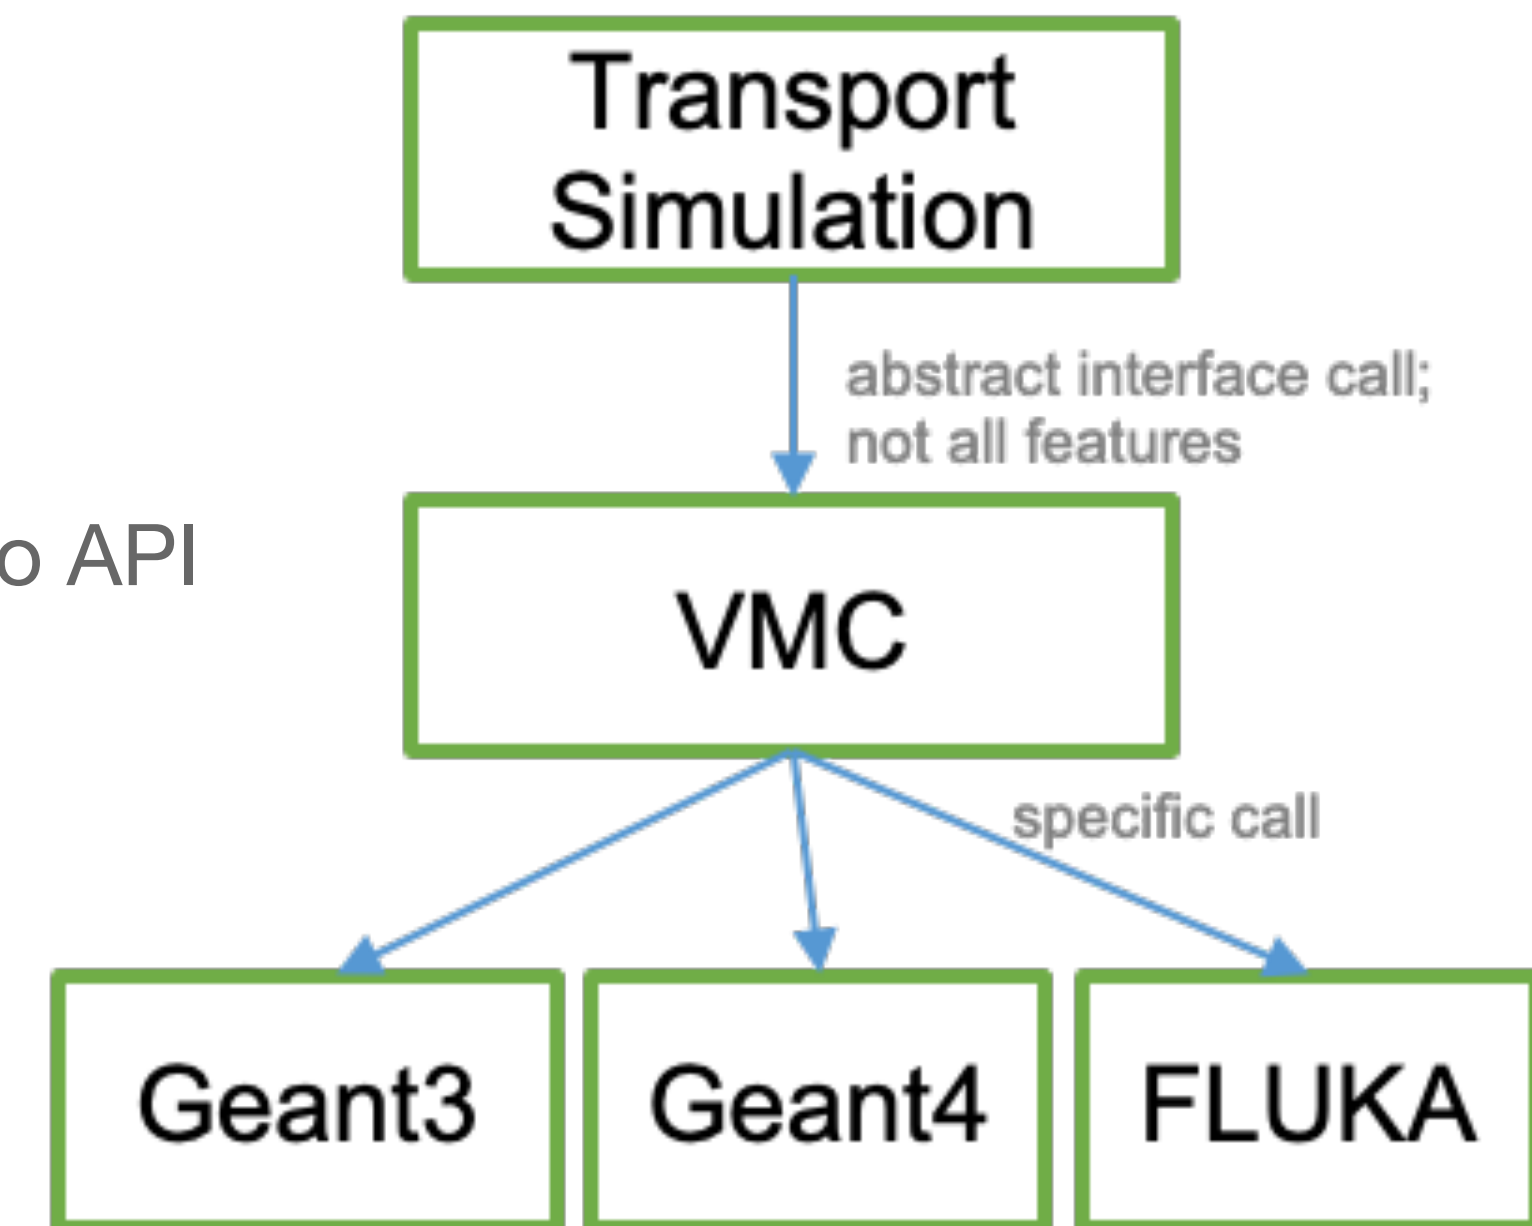 Transport
Simulation
abstract interface call;
not all features
o API
VMC
specific call
Geant3
Geant4
FLUKA